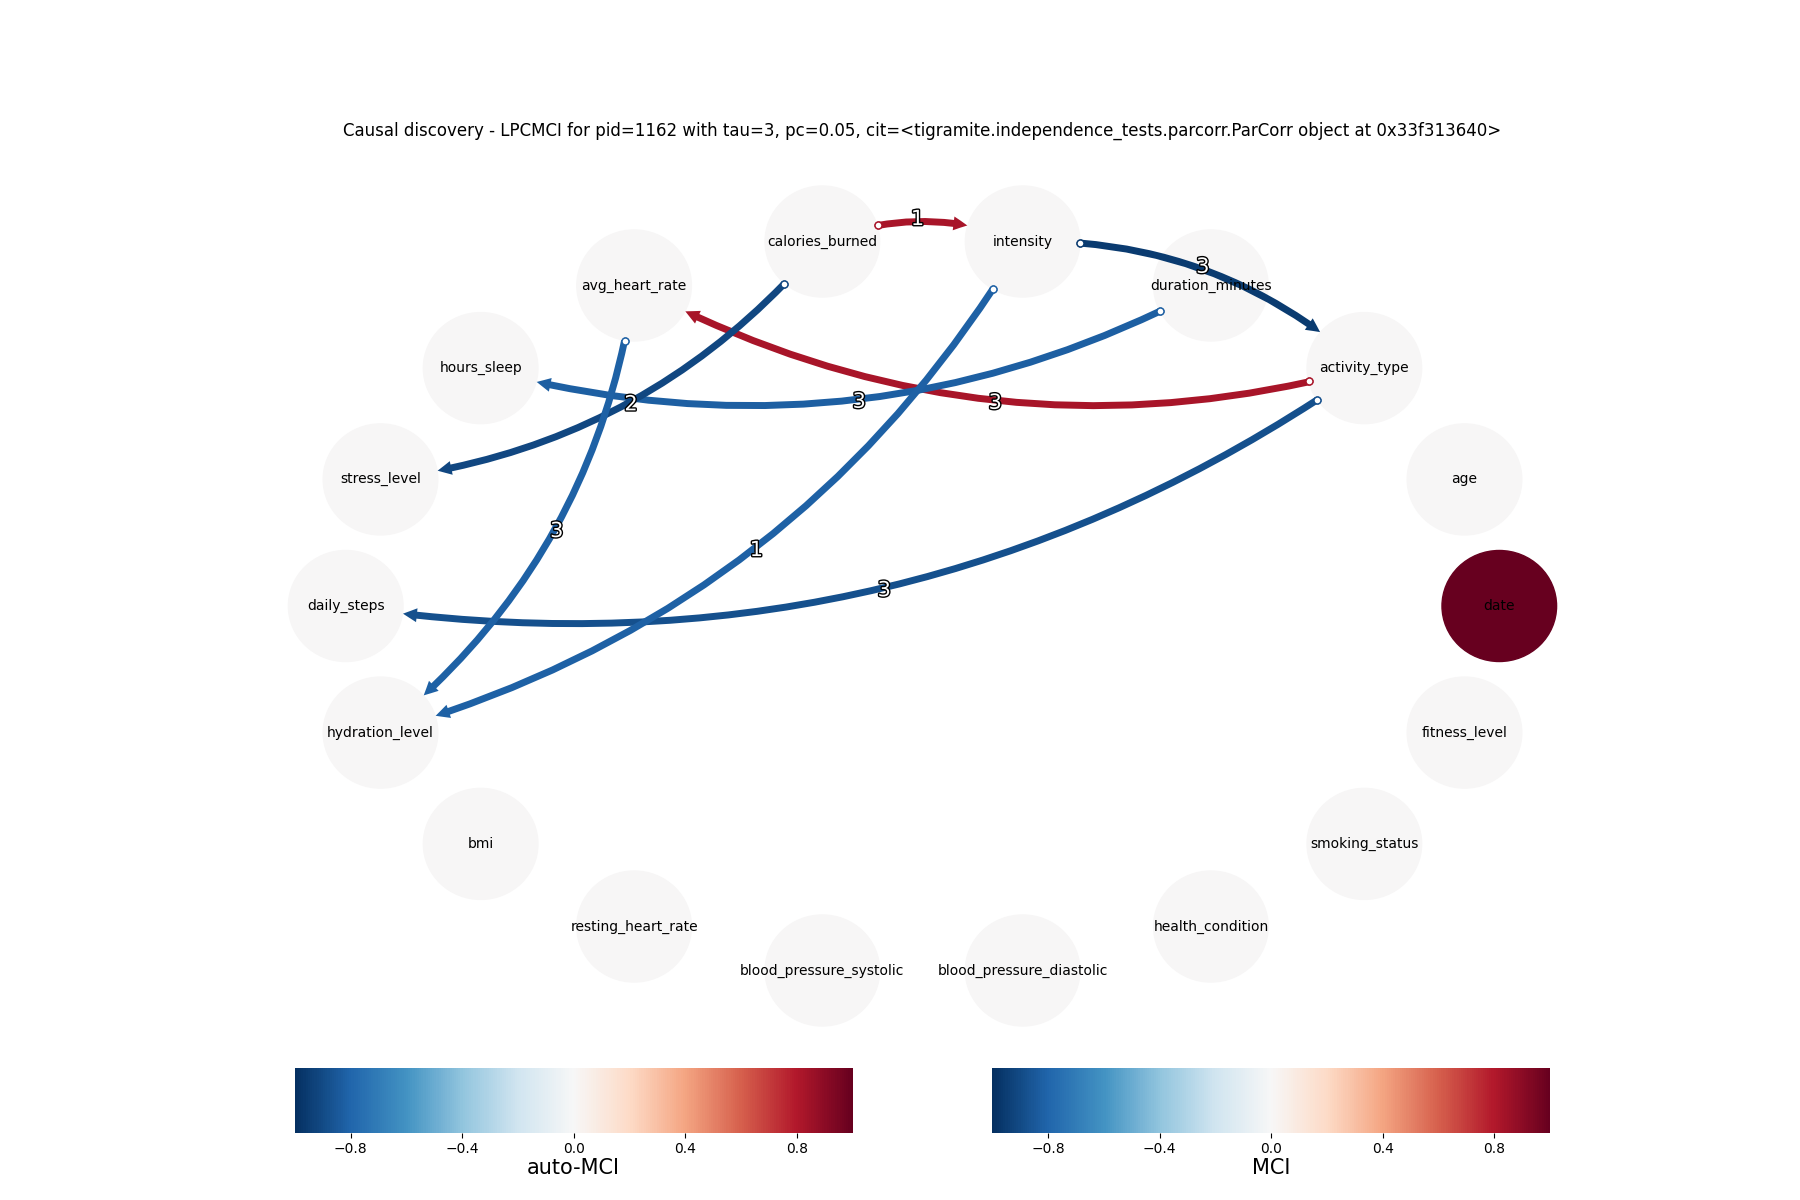 Causal discovery - LPCMCI for pid=1162 with tau=3, pc=0.05, cit=<tigramite.independence_tests.parcorr.ParCorr object at 0x33f313640>
1
calories_burned
intensity
3
avg_heart_rate
duration_minutes
hours_sleep
activity_type
2
3
3
stress_level
age
3
1
3
daily_steps
date
hydration_level
fitness_level
bmi
smoking_status
resting_heart_rate
health_condition
blood_pressure_systolic
blood_pressure_diastolic
−0.8 −0.4 0.0 0.4 0.8
auto-MCI
−0.8 −0.4 0.0 0.4 0.8
MCI